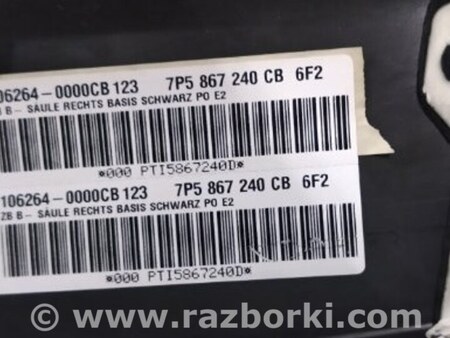 06264-0000CB 123 7P5 867 240 CB 6F2
B B- SAULE RECHTS BASIS SCHWARZ PO E2
*000 PTI5867240D*
106264-0000CB 123 7P5 867 240 CB 6F2
ZB B- SAULE RECHTS BASIS SCHWARZ PO E2
*000 PTI5867240D*
© www.razborki.com